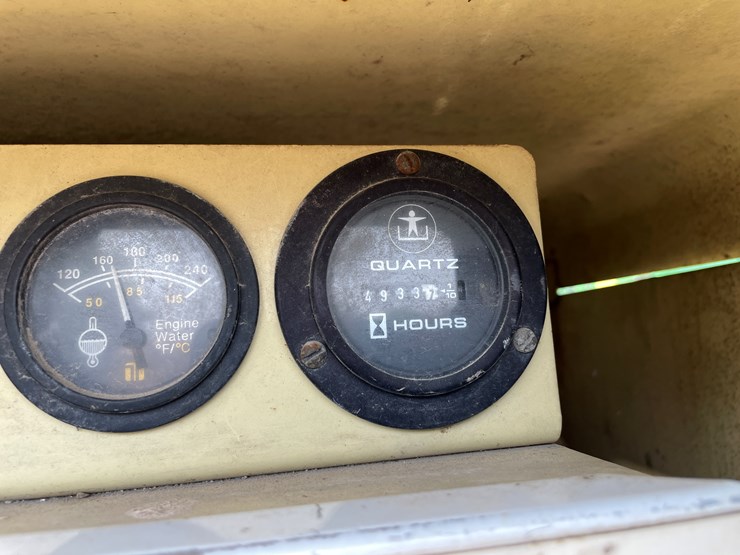 120 160 180 200 240
50 85 115
Engine
Water
°F/°C
QUARTZ
1/10
HOURS